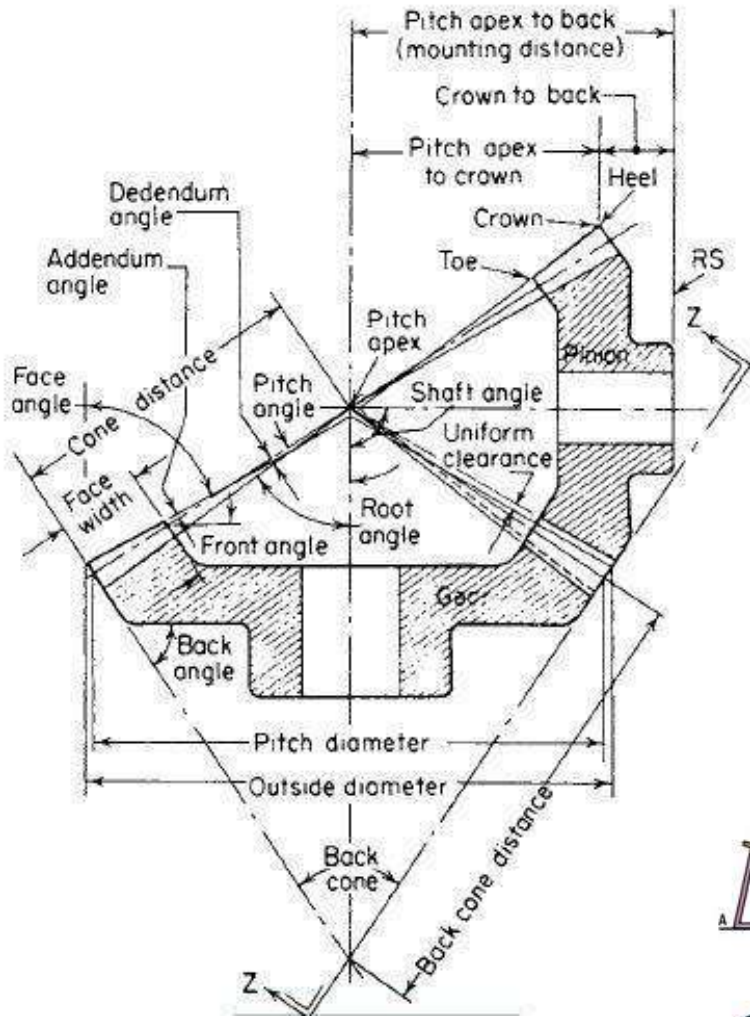 Pitch apex to back
(mounting distance)
Crown to back
Pitch apex
to crown
Heel
Dedendum
angle
Crown
Addendum
angle
Toe
RS
Z
Pitch
apex
Pinion
Face
angle
Cone distance
Pitch
angle
Shaft angle
Uniform
clearance
Face
width
Root
angle
Front angle
Gear
Back
angle
Pitch diameter
Outside diameter
Back
cone
Back cone distance
A
Z